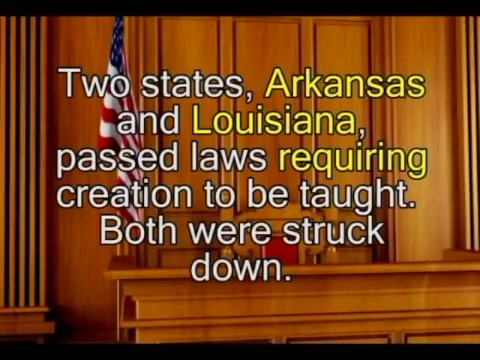 Two states, Arkansas
and Louisiana,
passed laws requiring
creation to be taught.
Both were struck
down.